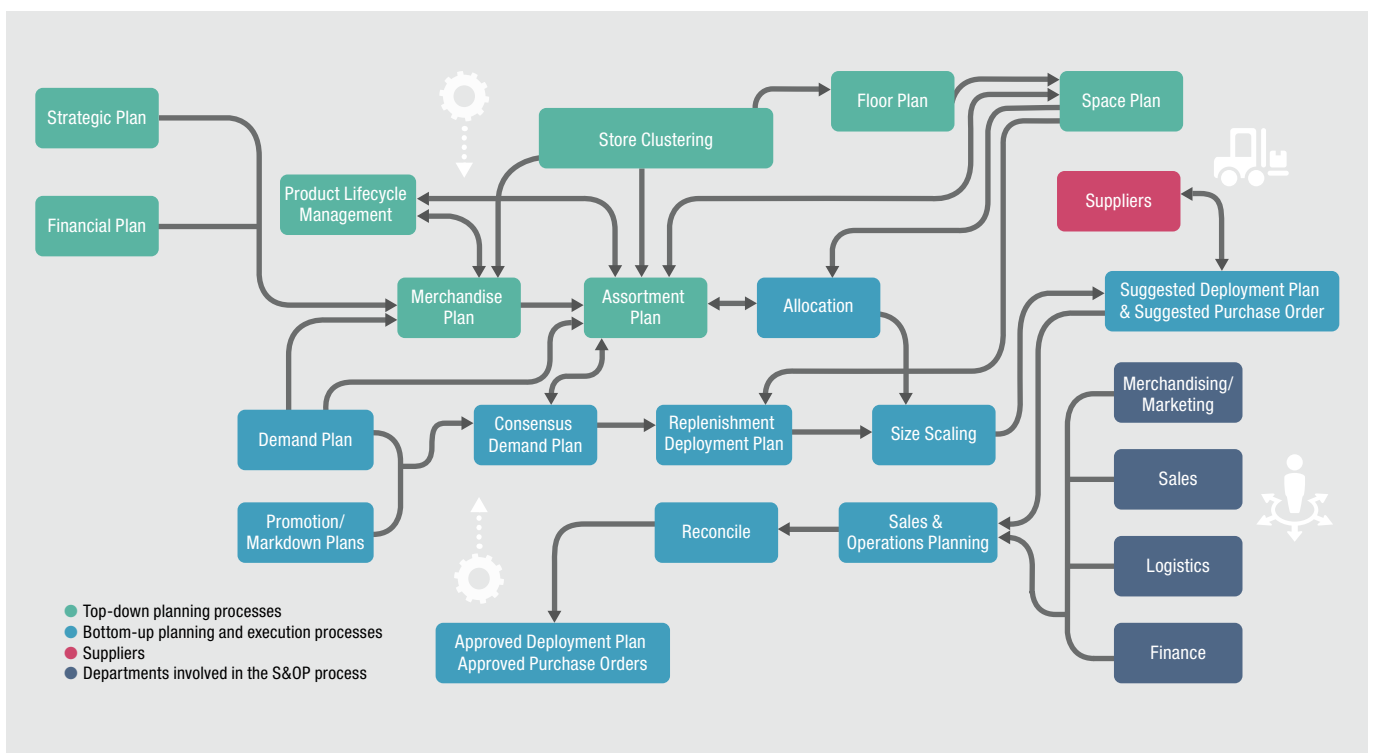 Strategic Plan
Financial Plan
Product Lifecycle
Management
Store Clustering
Floor Plan
Space Plan
Suppliers
Merchandise
Plan
Assortment
Plan
Allocation
Suggested Deployment Plan
& Suggested Purchase Order
Demand Plan
Consensus
Demand Plan
Replenishment
Deployment Plan
Size Scaling
Merchandising/
Marketing
Sales
Logistics
Finance
Promotion/
Markdown Plans
Reconcile
Sales &
Operations Planning
Approved Deployment Plan
Approved Purchase Orders
Top-down planning processes
Bottom-up planning and execution processes
Suppliers
Departments involved in the S&OP process